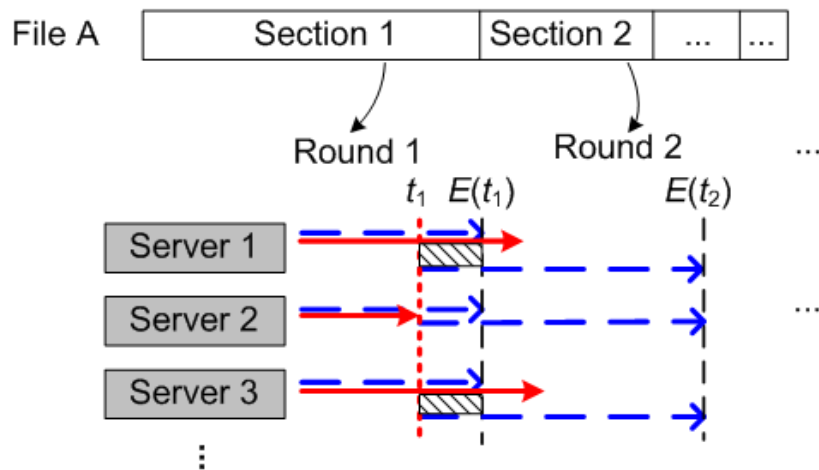 File A Section 1 Section 2 ... ...
Round 1 Round 2 ...
t1 E(t1) E(t2)
Server 1
Server 2 ...
Server 3
⋮